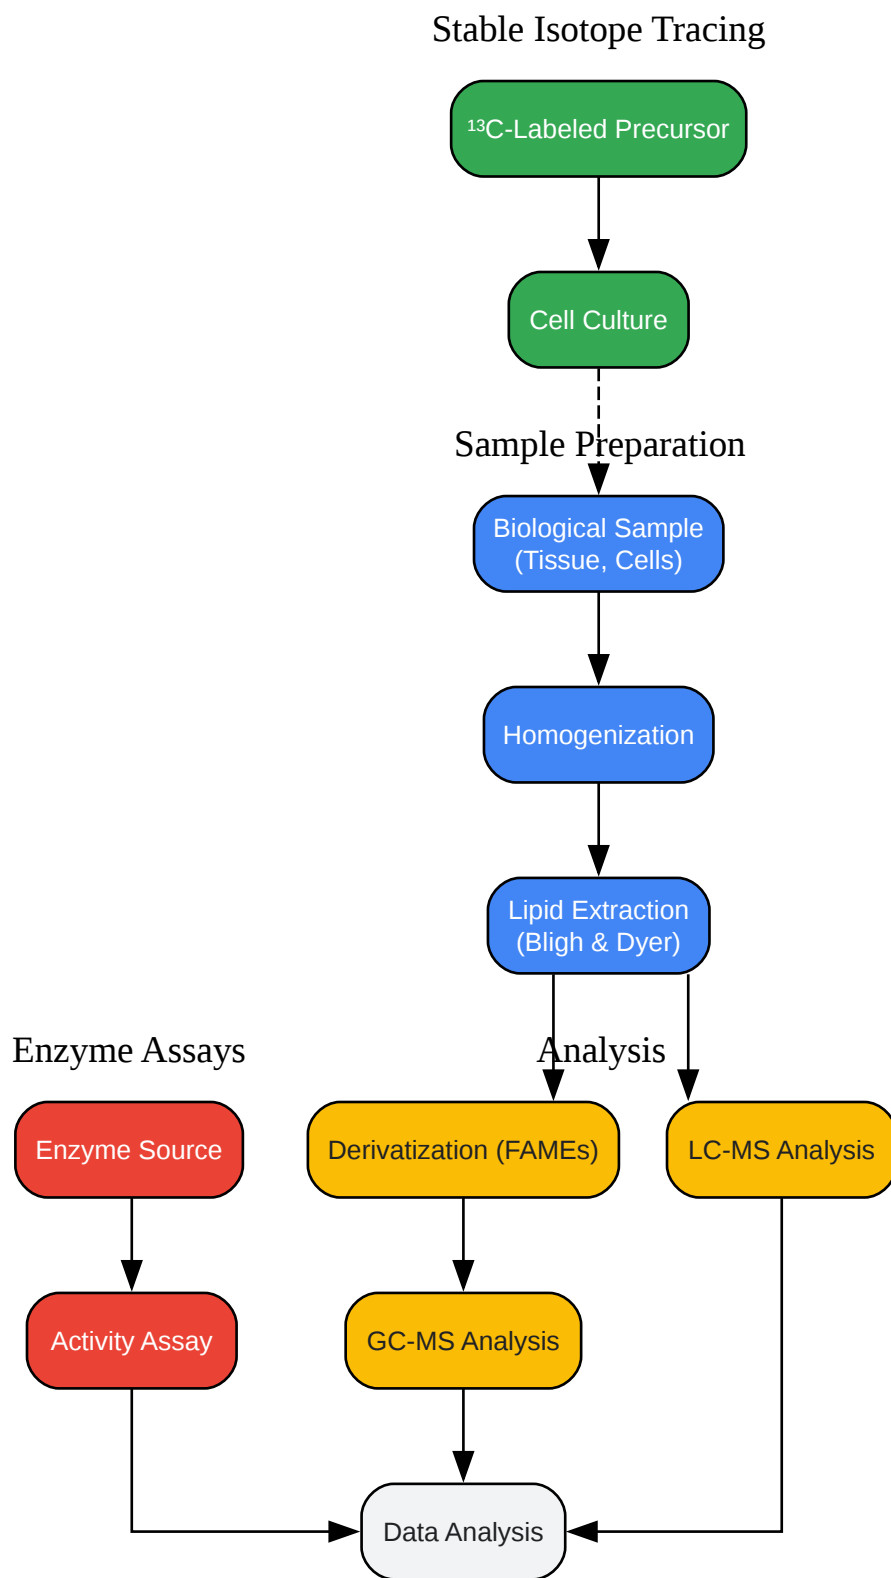 Stable Isotope Tracing
¹³C-Labeled Precursor
Cell Culture
Sample Preparation
Biological Sample
(Tissue, Cells)
Homogenization
Lipid Extraction
(Bligh & Dyer)
Enzyme Assays
Analysis
Enzyme Source
Derivatization (FAMEs)
LC-MS Analysis
Activity Assay
GC-MS Analysis
Data Analysis